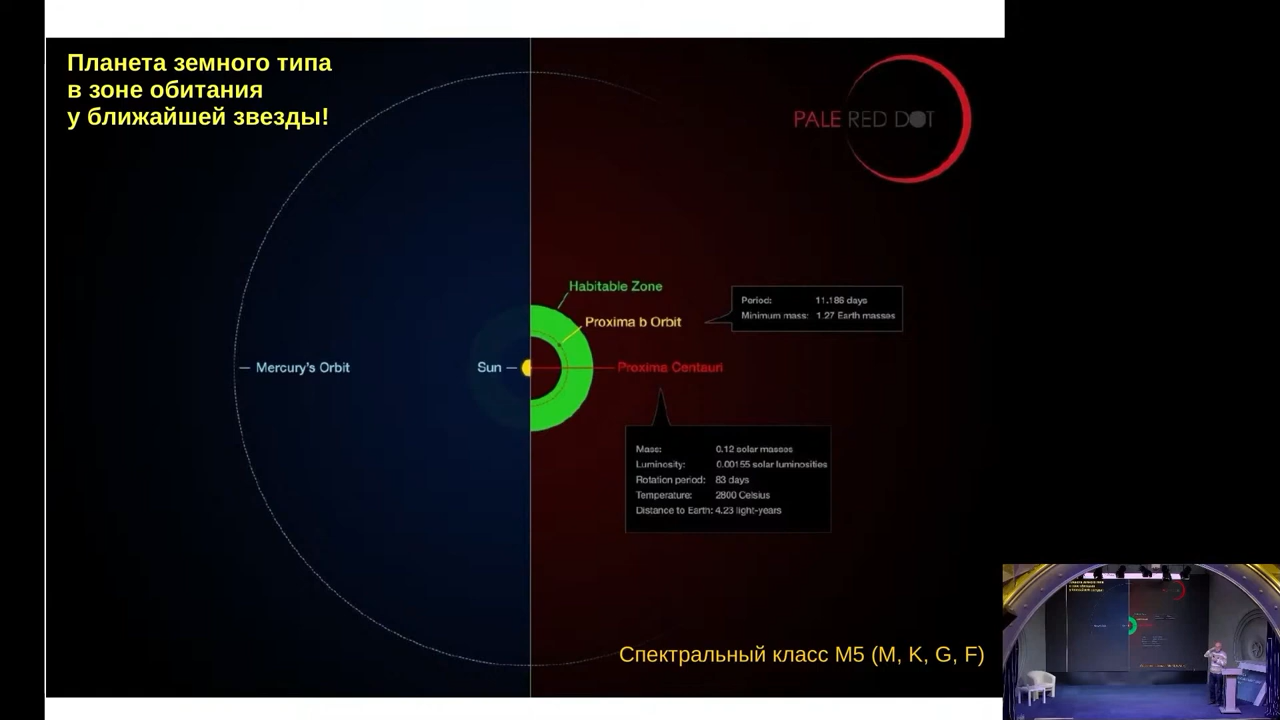 Планета земного типа
в зоне обитания
у ближайшей звезды!
PALE RED DOT
Habitable Zone
Period: 11.186 days
Minimum mass: 1.27 Earth masses
Proxima b Orbit
Mercury's Orbit
Sun
Proxima Centauri
Mass: 0.12 solar masses
Luminosity: 0.00155 solar luminosities
Rotation period: 83 days
Temperature: 2800 Celsius
Distance to Earth: 4.23 light-years
Спектральный класс M5 (M, K, G, F)